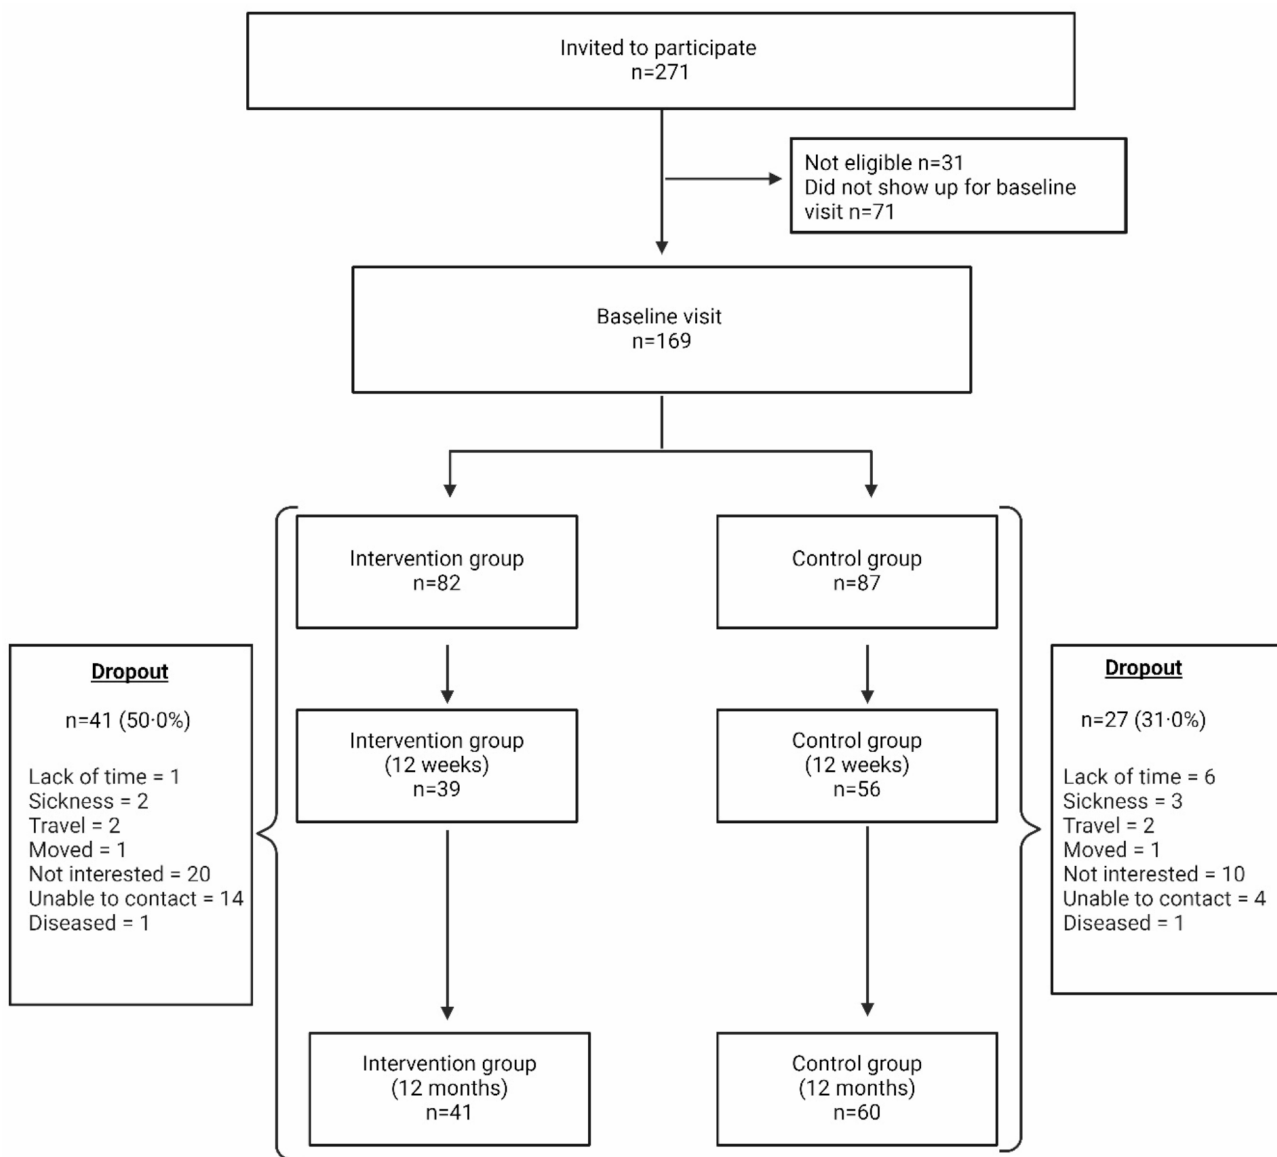 Invited to participate
n=271
Not eligible n=31
Did not show up for baseline
visit n=71
Baseline visit
n=169
Intervention group
n=82
Control group
n=87
Dropout
n=41 (50·0%)
Lack of time = 1
Sickness = 2
Travel = 2
Moved = 1
Not interested = 20
Unable to contact = 14
Diseased = 1
Intervention group
(12 weeks)
n=39
Control group
(12 weeks)
n=56
Dropout
n=27 (31·0%)
Lack of time = 6
Sickness = 3
Travel = 2
Moved = 1
Not interested = 10
Unable to contact = 4
Diseased = 1
Intervention group
(12 months)
n=41
Control group
(12 months)
n=60